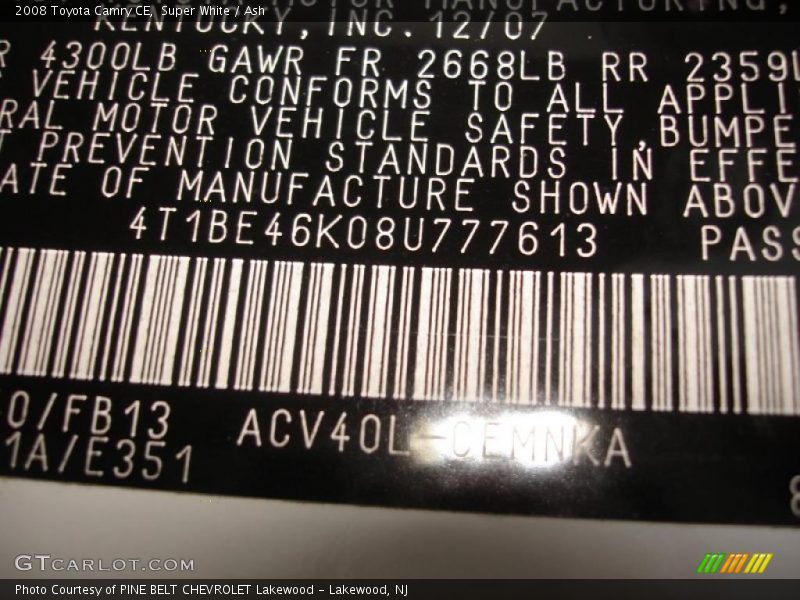 2008 Toyota Camry CE, Super White / Ash
KENTUCKY, INC. 12/07
R 4300LB GAWR FR 2668LB RR 2359L
VEHICLE CONFORMS TO ALL APPLI
RAL MOTOR VEHICLE SAFETY, BUMPE
T PREVENTION STANDARDS IN EFFE
ATE OF MANUFACTURE SHOWN ABOV
4T1BE46K08U777613 PASS
0/FB13 ACV40L-CEMNKA
1A/E351
GTCARLOT.COM
Photo Courtesy of PINE BELT CHEVROLET Lakewood - Lakewood, NJ